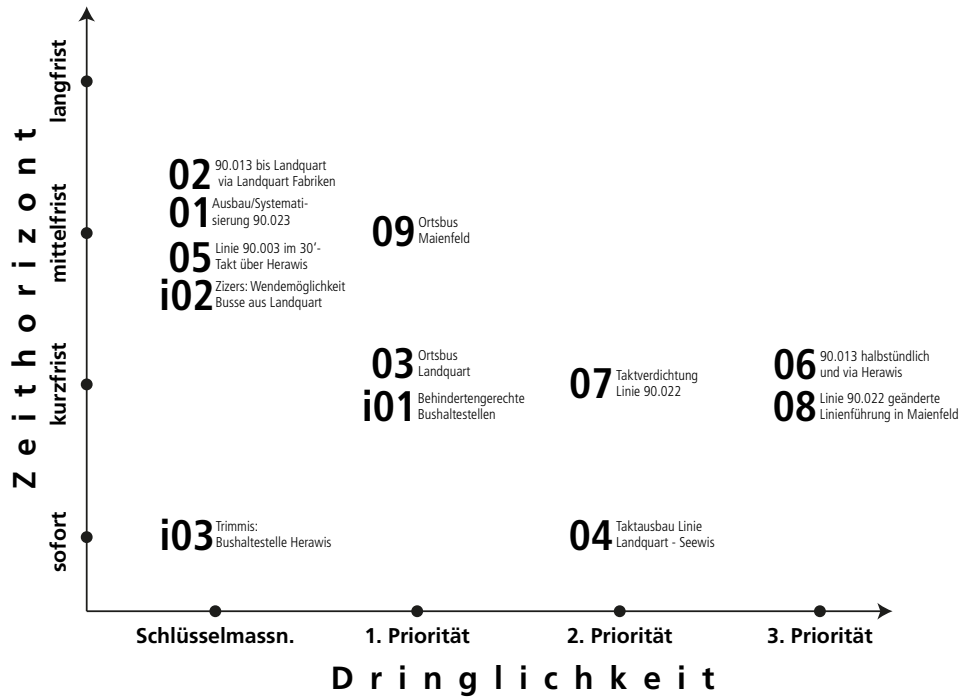 Zeithorizont
langfrist
mittelfrist
kurzfrist
sofort
02 90.013 bis Landquart
via Landquart Fabriken
01 Ausbau/Systemati-
sierung 90.023
05 Linie 90.003 im 30’-
Takt über Herawis
i02 Zizers: Wendemöglichkeit
Busse aus Landquart
09 Ortsbus
Maienfeld
03 Ortsbus
Landquart
i01 Behindertengerechte
Bushaltestellen
07 Taktverdichtung
Linie 90.022
06 90.013 halbstündlich
und via Herawis
08 Linie 90.022 geänderte
Linienführung in Maienfeld
i03 Trimmis:
Bushaltestelle Herawis
04 Taktausbau Linie
Landquart - Seewis
Schlüsselmassn. 1. Priorität 2. Priorität 3. Priorität
Dringlichkeit